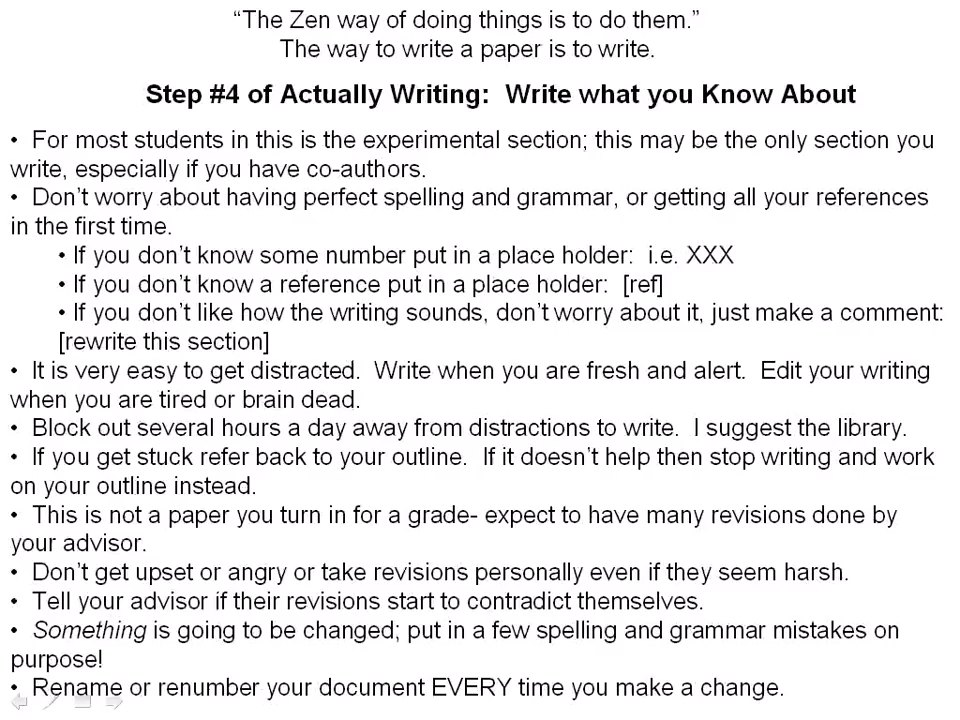 “The Zen way of doing things is to do them.”
The way to write a paper is to write.
Step #4 of Actually Writing:  Write what you Know About
•  For most students in this is the experimental section; this may be the only section you
write, especially if you have co-authors.
•  Don’t worry about having perfect spelling and grammar, or getting all your references
in the first time.
• If you don’t know some number put in a place holder:  i.e. XXX
• If you don’t know a reference put in a place holder:  [ref]
• If you don’t like how the writing sounds, don’t worry about it, just make a comment:
[rewrite this section]
•  It is very easy to get distracted.  Write when you are fresh and alert.  Edit your writing
when you are tired or brain dead.
•  Block out several hours a day away from distractions to write.  I suggest the library.
•  If you get stuck refer back to your outline.  If it doesn’t help then stop writing and work
on your outline instead.
•  This is not a paper you turn in for a grade- expect to have many revisions done by
your advisor.
•  Don’t get upset or angry or take revisions personally even if they seem harsh.
•  Tell your advisor if their revisions start to contradict themselves.
•  Something is going to be changed; put in a few spelling and grammar mistakes on
purpose!
•  Rename or renumber your document EVERY time you make a change.